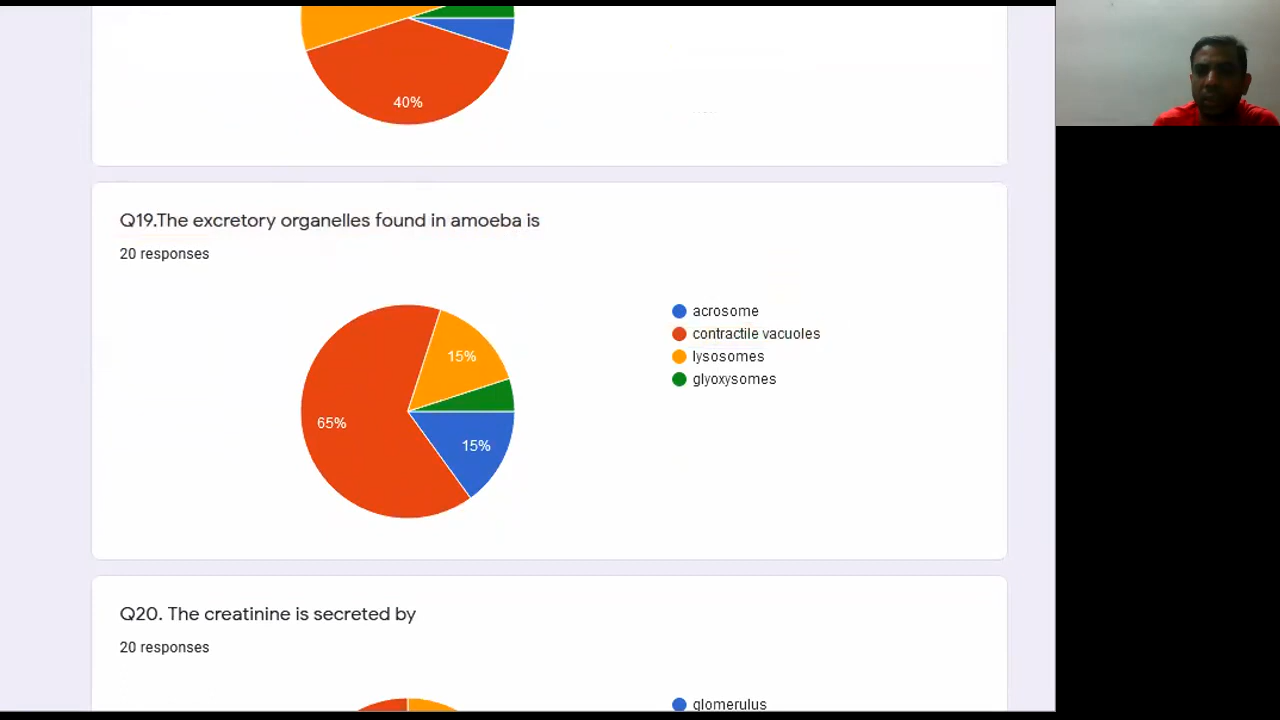 40%
Q19.The excretory organelles found in amoeba is
20 responses
acrosome
contractile vacuoles
lysosomes
glyoxysomes
15%
65%
15%
Q20. The creatinine is secreted by
20 responses
glomerulus